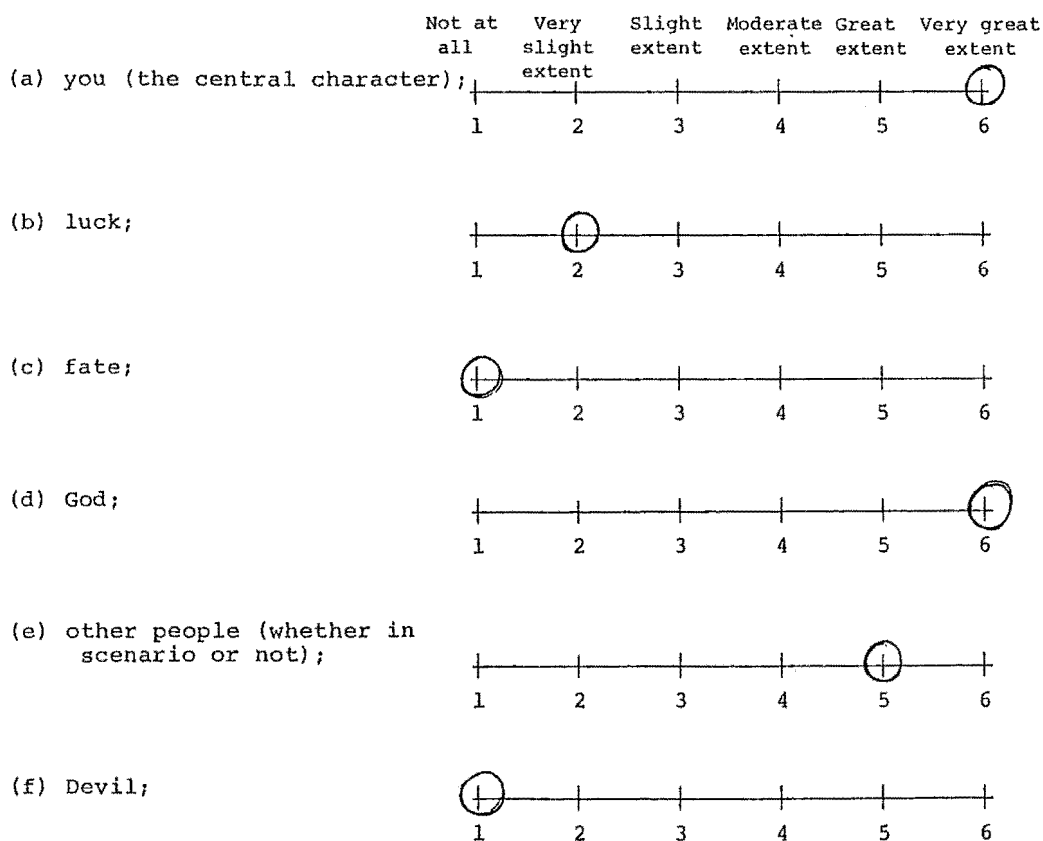 Not at Very Slight Moderate Great Very great
all slight extent extent extent extent
extent
(a) you (the central character);
1 2 3 4 5 6
(b) luck;
1 2 3 4 5 6
(c) fate;
1 2 3 4 5 6
(d) God;
1 2 3 4 5 6
(e) other people (whether in
scenario or not);
1 2 3 4 5 6
(f) Devil;
1 2 3 4 5 6